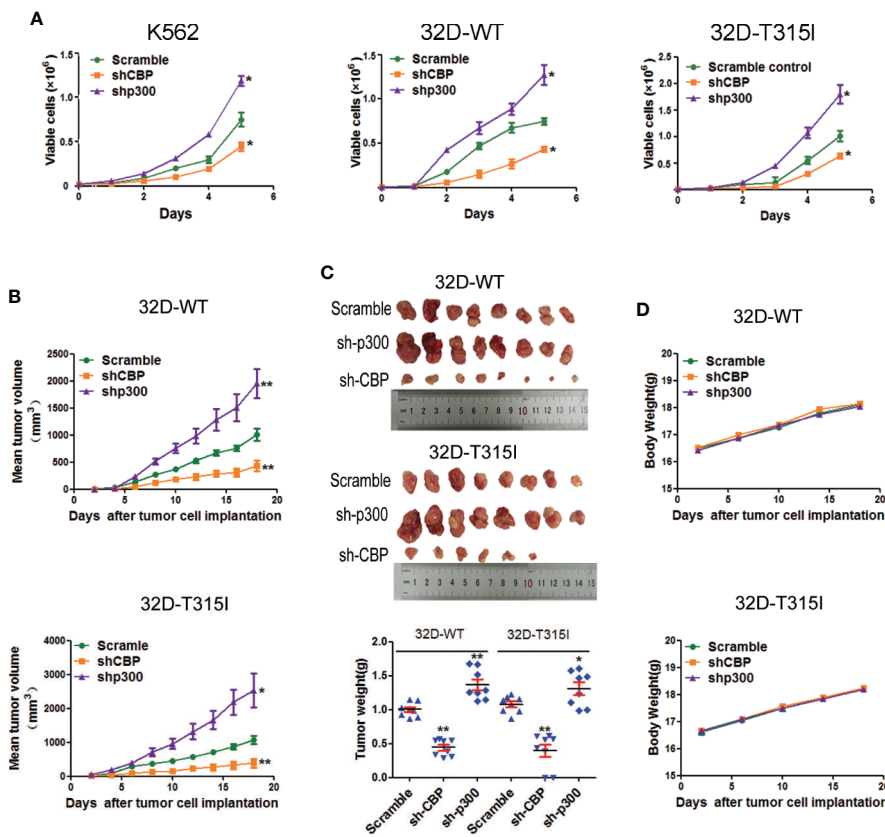 A
K562
Scramble
shCBP
shp300
Viable cells (×10⁶)
1.5
1.0
0.5
0
0 2 4 6
Days
*
*
32D-WT
Scramble
shCBP
shp300
Viable cells (×10⁶)
1.5
1.0
0.5
0
0 2 4 6
Days
*
*
32D-T315I
Scramble control
shCBP
shp300
Viable cells (×10⁶)
2.5
2.0
1.5
1.0
0.5
0
0 2 4 6
Days
*
*
B
32D-WT
Scramble
shCBP
shp300
Mean tumor volume
(mm³)
2500
2000
1500
1000
500
0
0 5 10 15 20
Days after tumor cell implantation
**
**
32D-T315I
Scramle
shCBP
shp300
Mean tumor volume
(mm³)
4000
3000
2000
1000
0
0 5 10 15 20
Days after tumor cell implantation
*
**
C
32D-WT
Scramble
sh-p300
sh-CBP
1 2 3 4 5 6 7 8 9 10 11 12 13 14 15
32D-T315I
Scramble
sh-p300
sh-CBP
1 2 3 4 5 6 7 8 9 10 11 12 13 14 15
32D-WT 32D-T315I
Tumor weight(g)
2.0
1.5
1.0
0.5
0.0
** ** ** *
Scramble
sh-CBP
sh-p300
Scramble
sh-CBP
sh-p300
D
32D-WT
Scramble
shCBP
shp300
Body Weight(g)
20
19
18
17
16
15
0 5 10 15 20
Days after tumor cell implantation
32D-T315I
Scramble
shCBP
shp300
Body Weight(g)
20
19
18
17
16
15
0 5 10 15 20
Days after tumor cell implantation